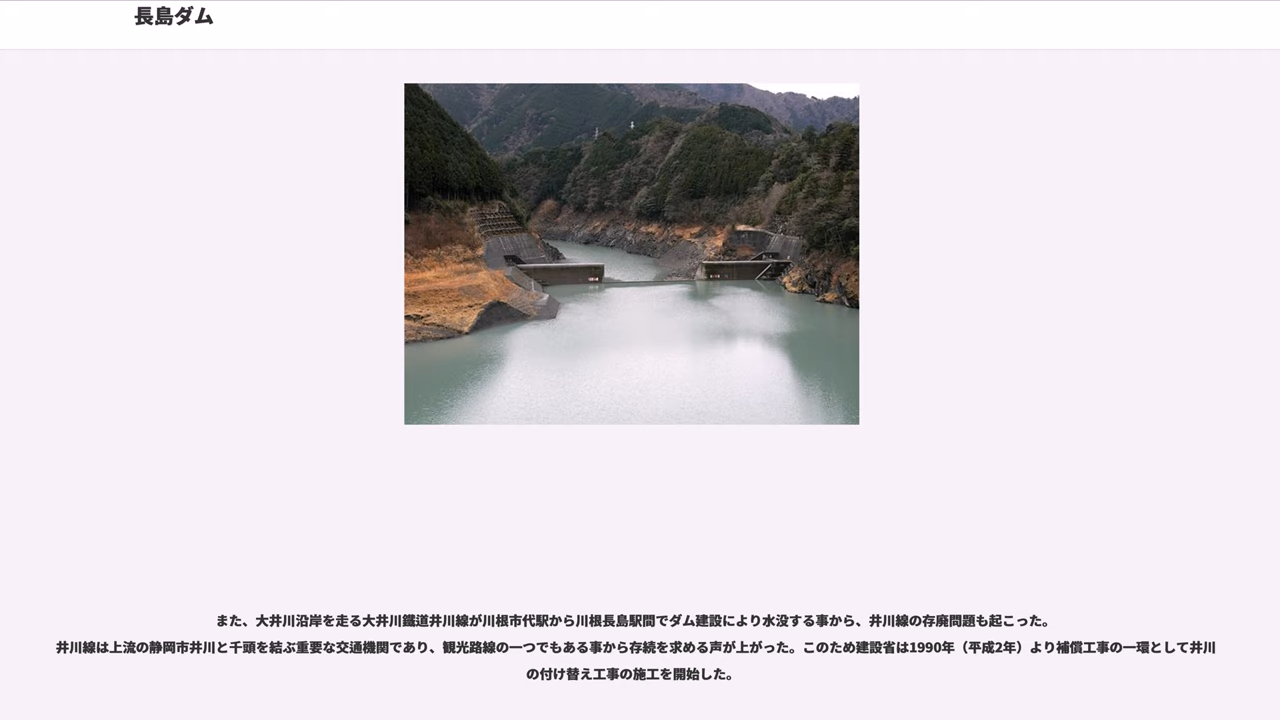 長島ダム
また、大井川沿岸を走る大井川鐵道井川線が川根市代駅から川根長島駅間でダム建設により水没する事から、井川線の存廃問題も起こった。
井川線は上流の静岡市井川と千頭を結ぶ重要な交通機関であり、観光路線の一つでもある事から存続を求める声が上がった。このため建設省は1990年（平成2年）より補償工事の一環として井川
の付け替え工事の施工を開始した。